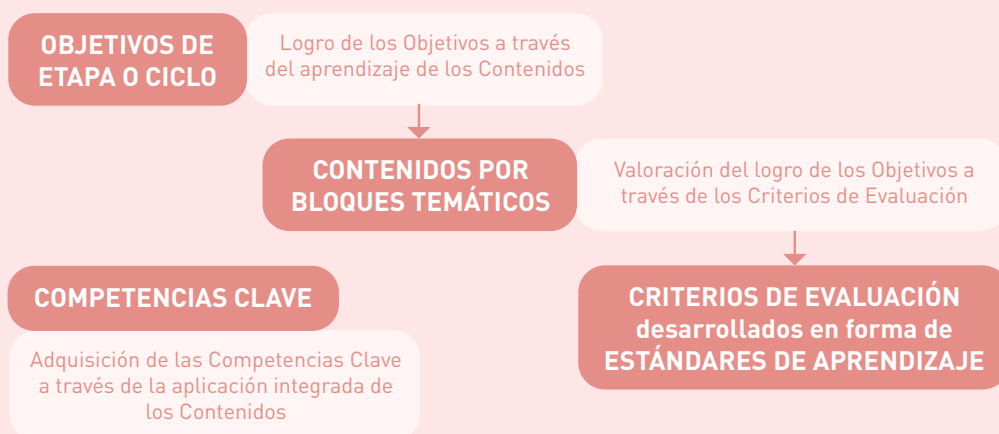 OBJETIVOS DE
ETAPA O CICLO
Logro de los Objetivos a través
del aprendizaje de los Contenidos
CONTENIDOS POR
BLOQUES TEMÁTICOS
Valoración del logro de los Objetivos a
través de los Criterios de Evaluación
COMPETENCIAS CLAVE
Adquisición de las Competencias Clave
a través de la aplicación integrada de
los Contenidos
CRITERIOS DE EVALUACIÓN
desarrollados en forma de
ESTÁNDARES DE APRENDIZAJE